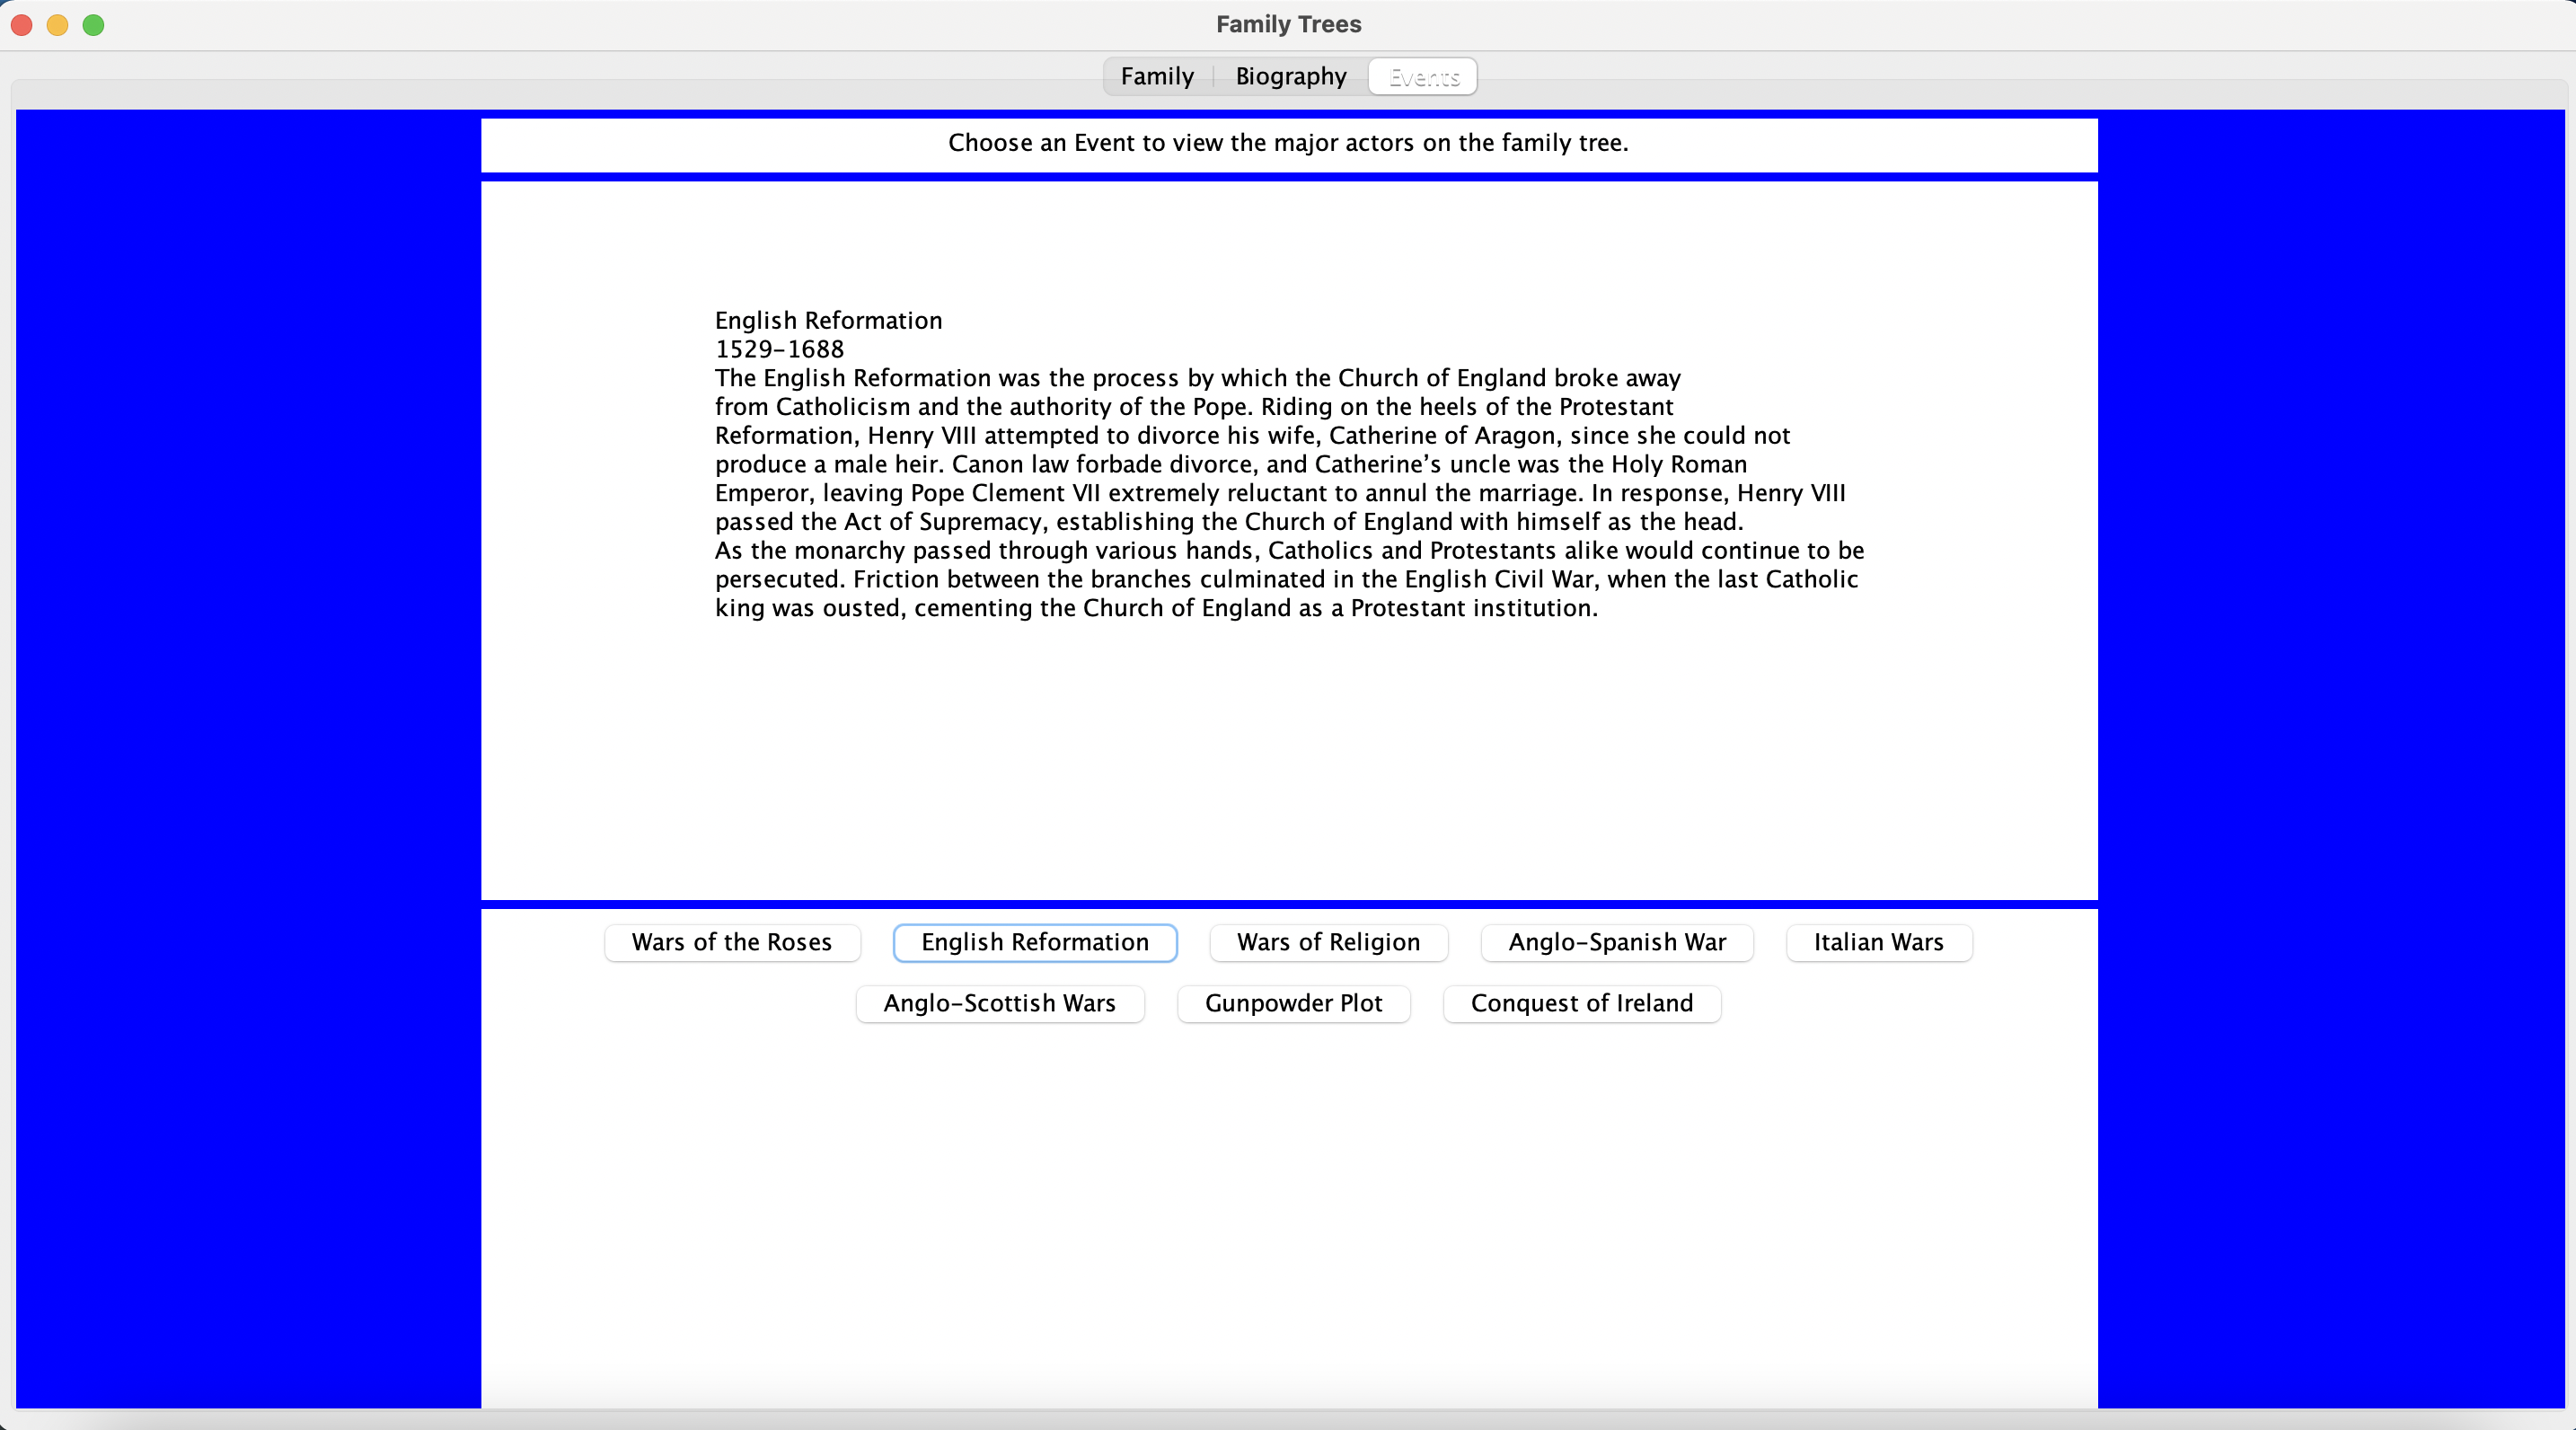 Family Trees
Family
Biography
Events
Choose an Event to view the major actors on the family tree.
English Reformation
1529–1688
The English Reformation was the process by which the Church of England broke away
from Catholicism and the authority of the Pope. Riding on the heels of the Protestant
Reformation, Henry VIII attempted to divorce his wife, Catherine of Aragon, since she could not
produce a male heir. Canon law forbade divorce, and Catherine’s uncle was the Holy Roman
Emperor, leaving Pope Clement VII extremely reluctant to annul the marriage. In response, Henry VIII
passed the Act of Supremacy, establishing the Church of England with himself as the head.
As the monarchy passed through various hands, Catholics and Protestants alike would continue to be
persecuted. Friction between the branches culminated in the English Civil War, when the last Catholic
king was ousted, cementing the Church of England as a Protestant institution.
Wars of the Roses
English Reformation
Wars of Religion
Anglo–Spanish War
Italian Wars
Anglo–Scottish Wars
Gunpowder Plot
Conquest of Ireland